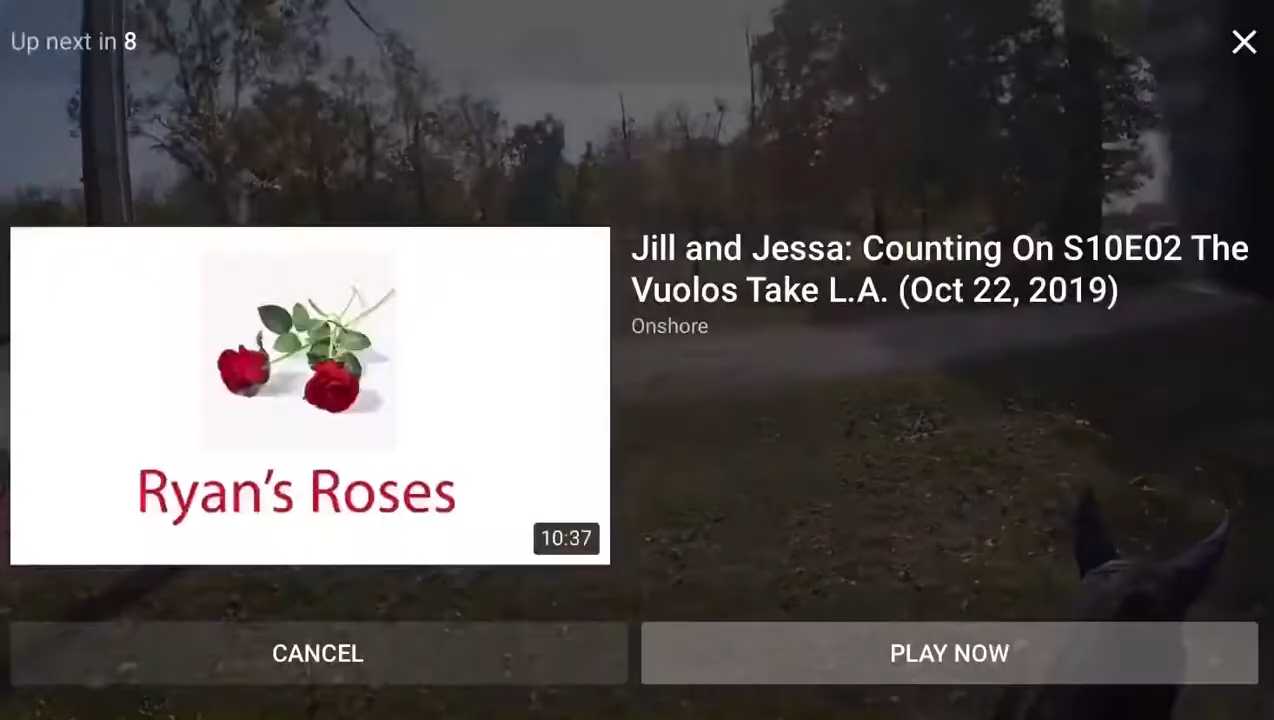 Up next in 8
Jill and Jessa: Counting On S10E02 The
Vuolos Take L.A. (Oct 22, 2019)
Onshore
Ryan's Roses
10:37
CANCEL
PLAY NOW